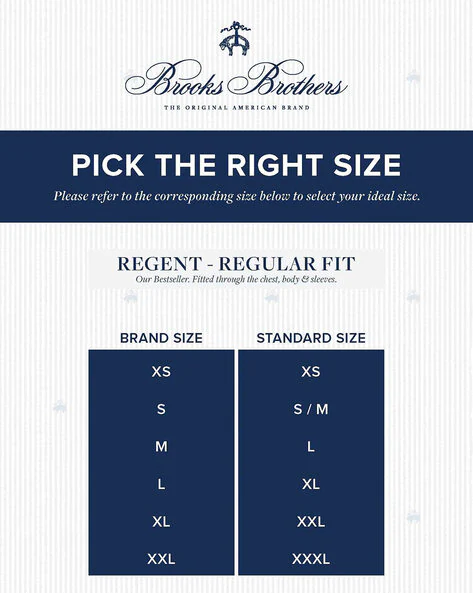 Brooks Brothers
THE ORIGINAL AMERICAN BRAND
PICK THE RIGHT SIZE
Please refer to the corresponding size below to select your ideal size.
REGENT - REGULAR FIT
Our Bestseller. Fitted through the chest, body & sleeves.
BRAND SIZE STANDARD SIZE
XS XS
S S / M
M L
L XL
XL XXL
XXL XXXL